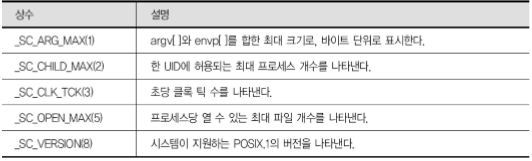 상수 설명
_SC_ARG_MAX(1) argv[ ]와 envp[ ]를 합한 최대 크기로, 바이트 단위로 표시한다.
_SC_CHILD_MAX(2) 한 UID에 허용되는 최대 프로세스 개수를 나타낸다.
_SC_CLK_TCK(3) 초당 클록 틱 수를 나타낸다.
_SC_OPEN_MAX(5) 프로세스당 열 수 있는 최대 파일 개수를 나타낸다.
_SC_VERSION(8) 시스템이 지원하는 POSIX.1의 버전을 나타낸다.